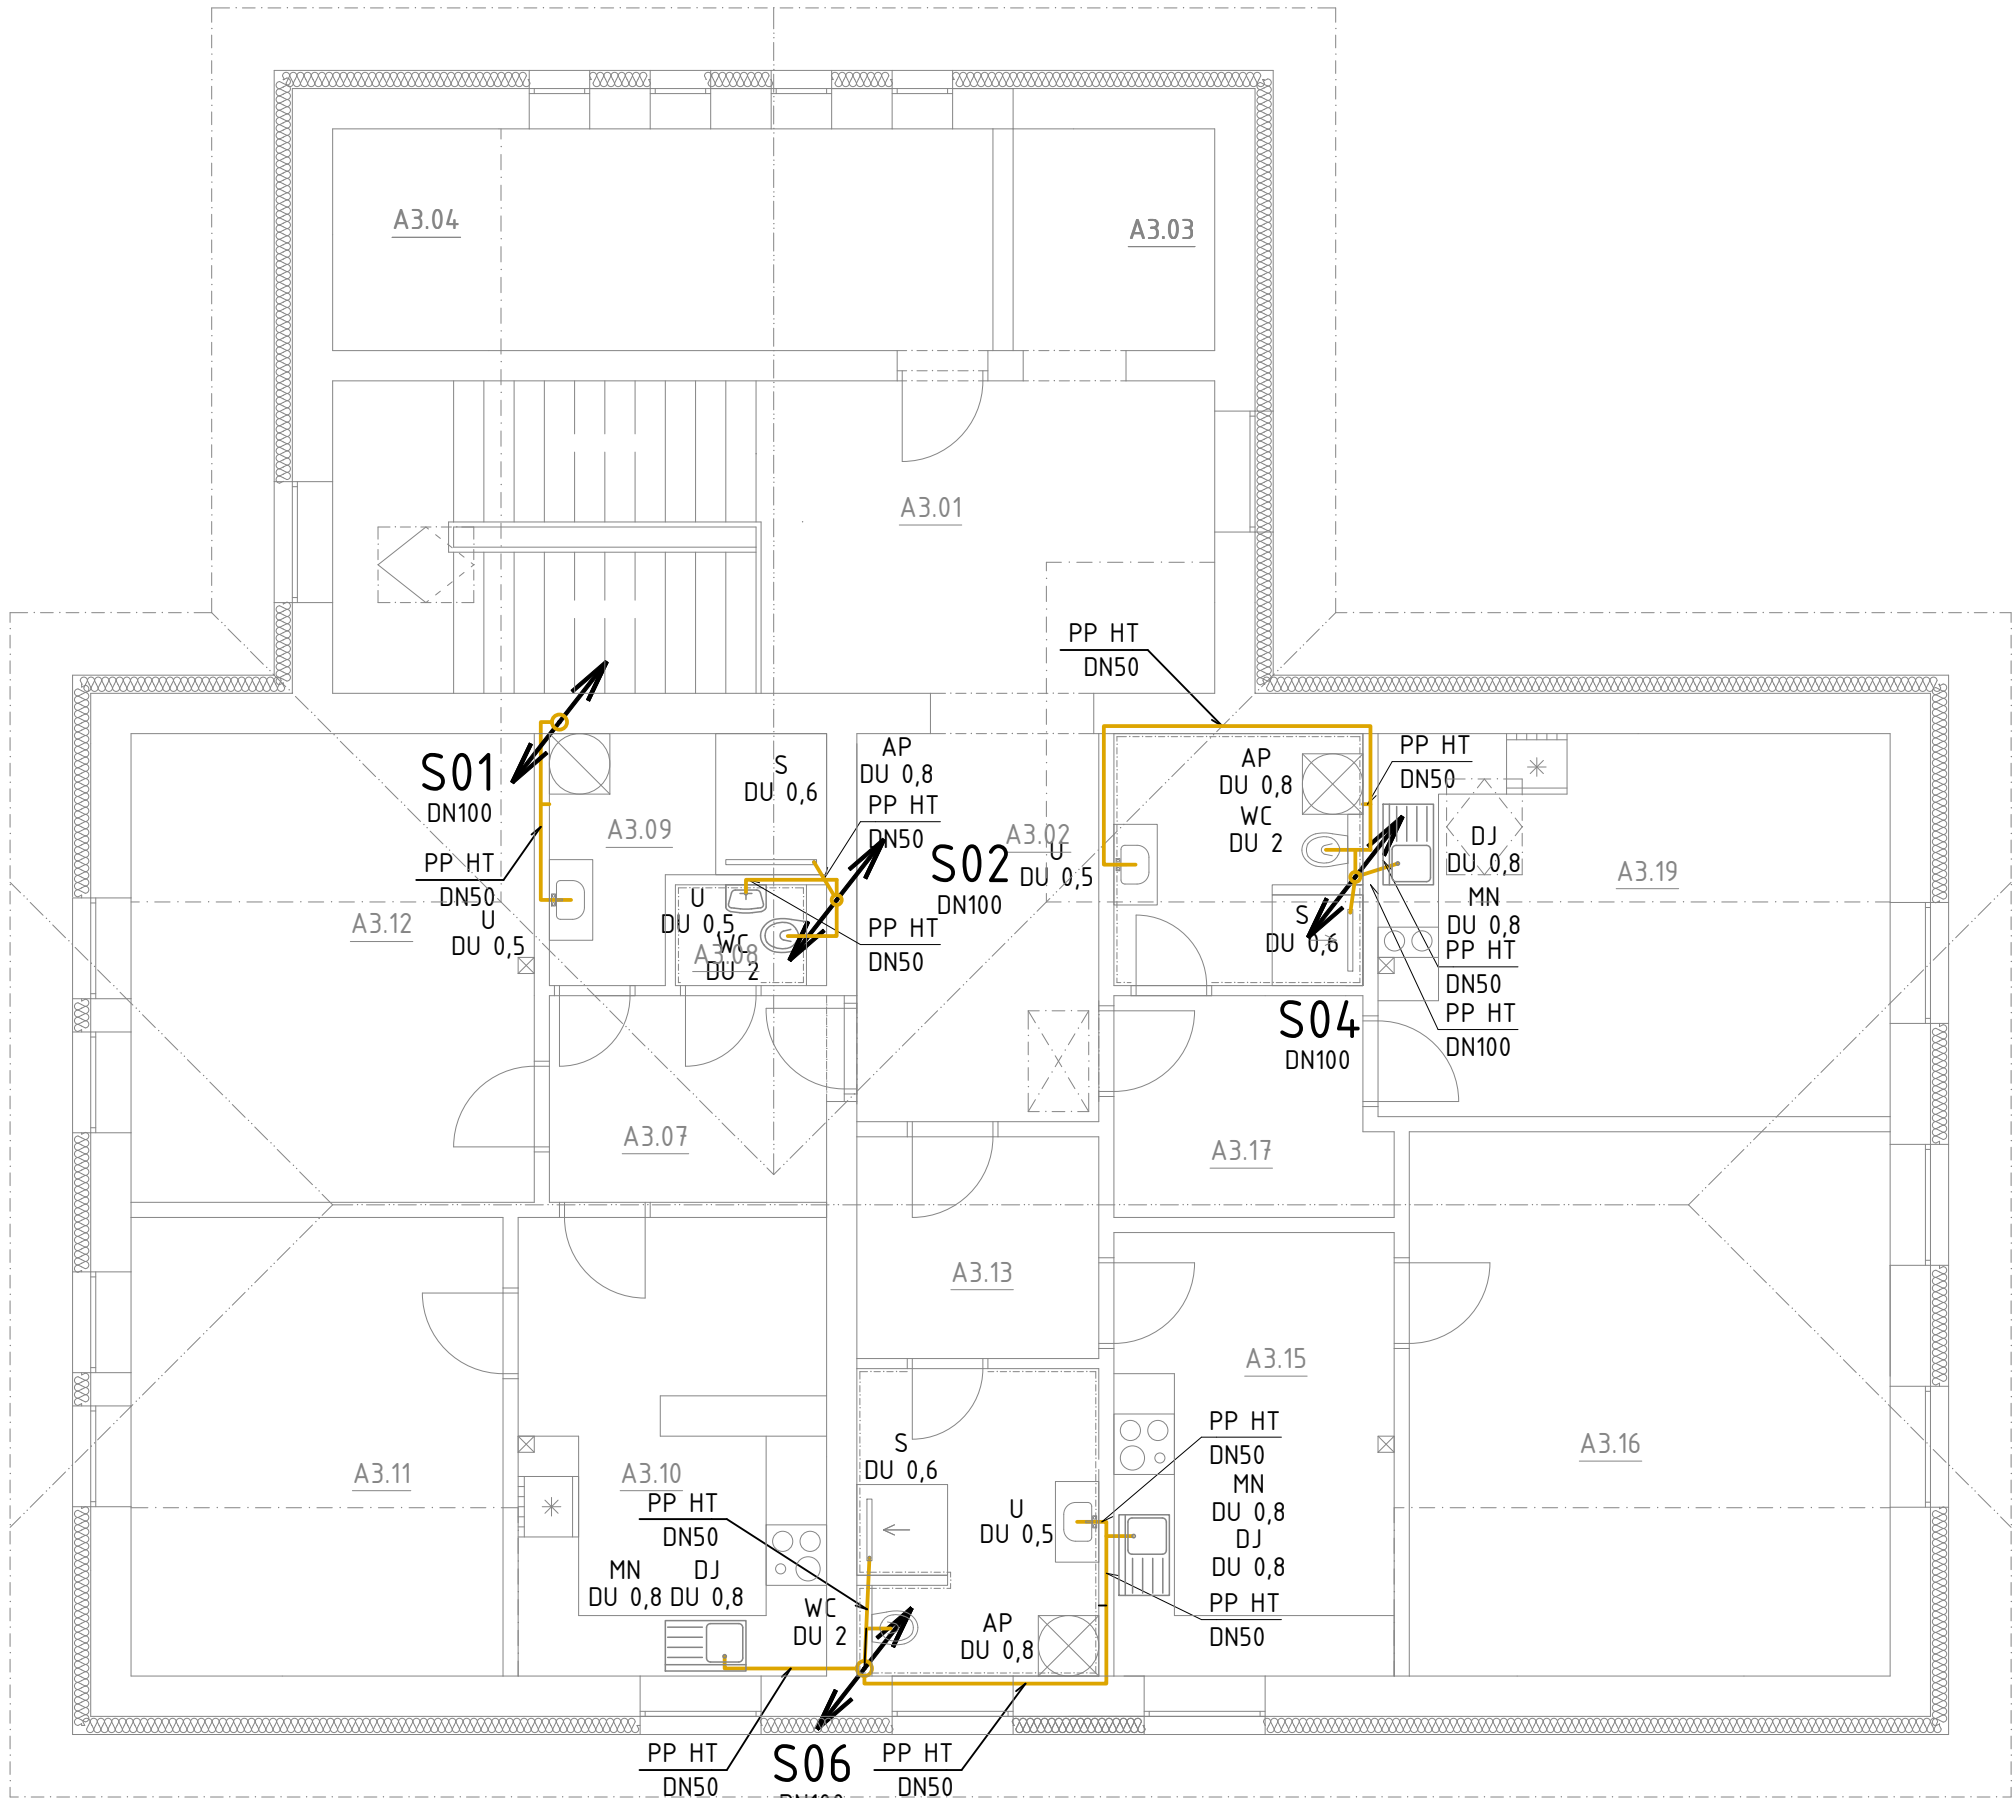 A3.04
A3.03
A3.01
PP HT
DN50
S01
DN100
PP HT
DN50
U
DU 0,5
A3.12
A3.09
S
DU 0,6
AP
DU 0,8
PP HT
DN50
S02
DN100
PP HT
DN50
U
DU 0,5
WC
DU 2
A3.08
A3.02
U
DU 0,5
AP
DU 0,8
WC
DU 2
S
DU 0,6
PP HT
DN50
DJ
DU 0,8
MN
DU 0,8
PP HT
DN50
PP HT
DN100
S04
DN100
A3.19
A3.07
A3.17
A3.13
A3.15
A3.16
A3.11
A3.10
PP HT
DN50
MN
DU 0,8
DJ
DU 0,8
S
DU 0,6
U
DU 0,5
WC
DU 2
AP
DU 0,8
PP HT
DN50
MN
DU 0,8
DJ
DU 0,8
PP HT
DN50
PP HT
DN50
S06
DN100
PP HT
DN50